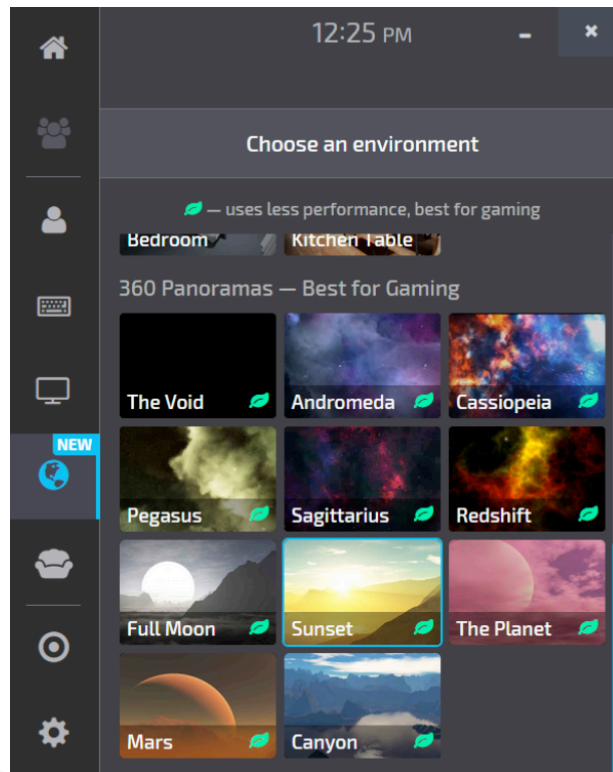 12:25 PM
Choose an environment
— uses less performance, best for gaming
Bedroom Kitchen Table
360 Panoramas — Best for Gaming
The Void Andromeda Cassiopeia
NEW
Pegasus Sagittarius Redshift
Full Moon Sunset The Planet
Mars Canyon